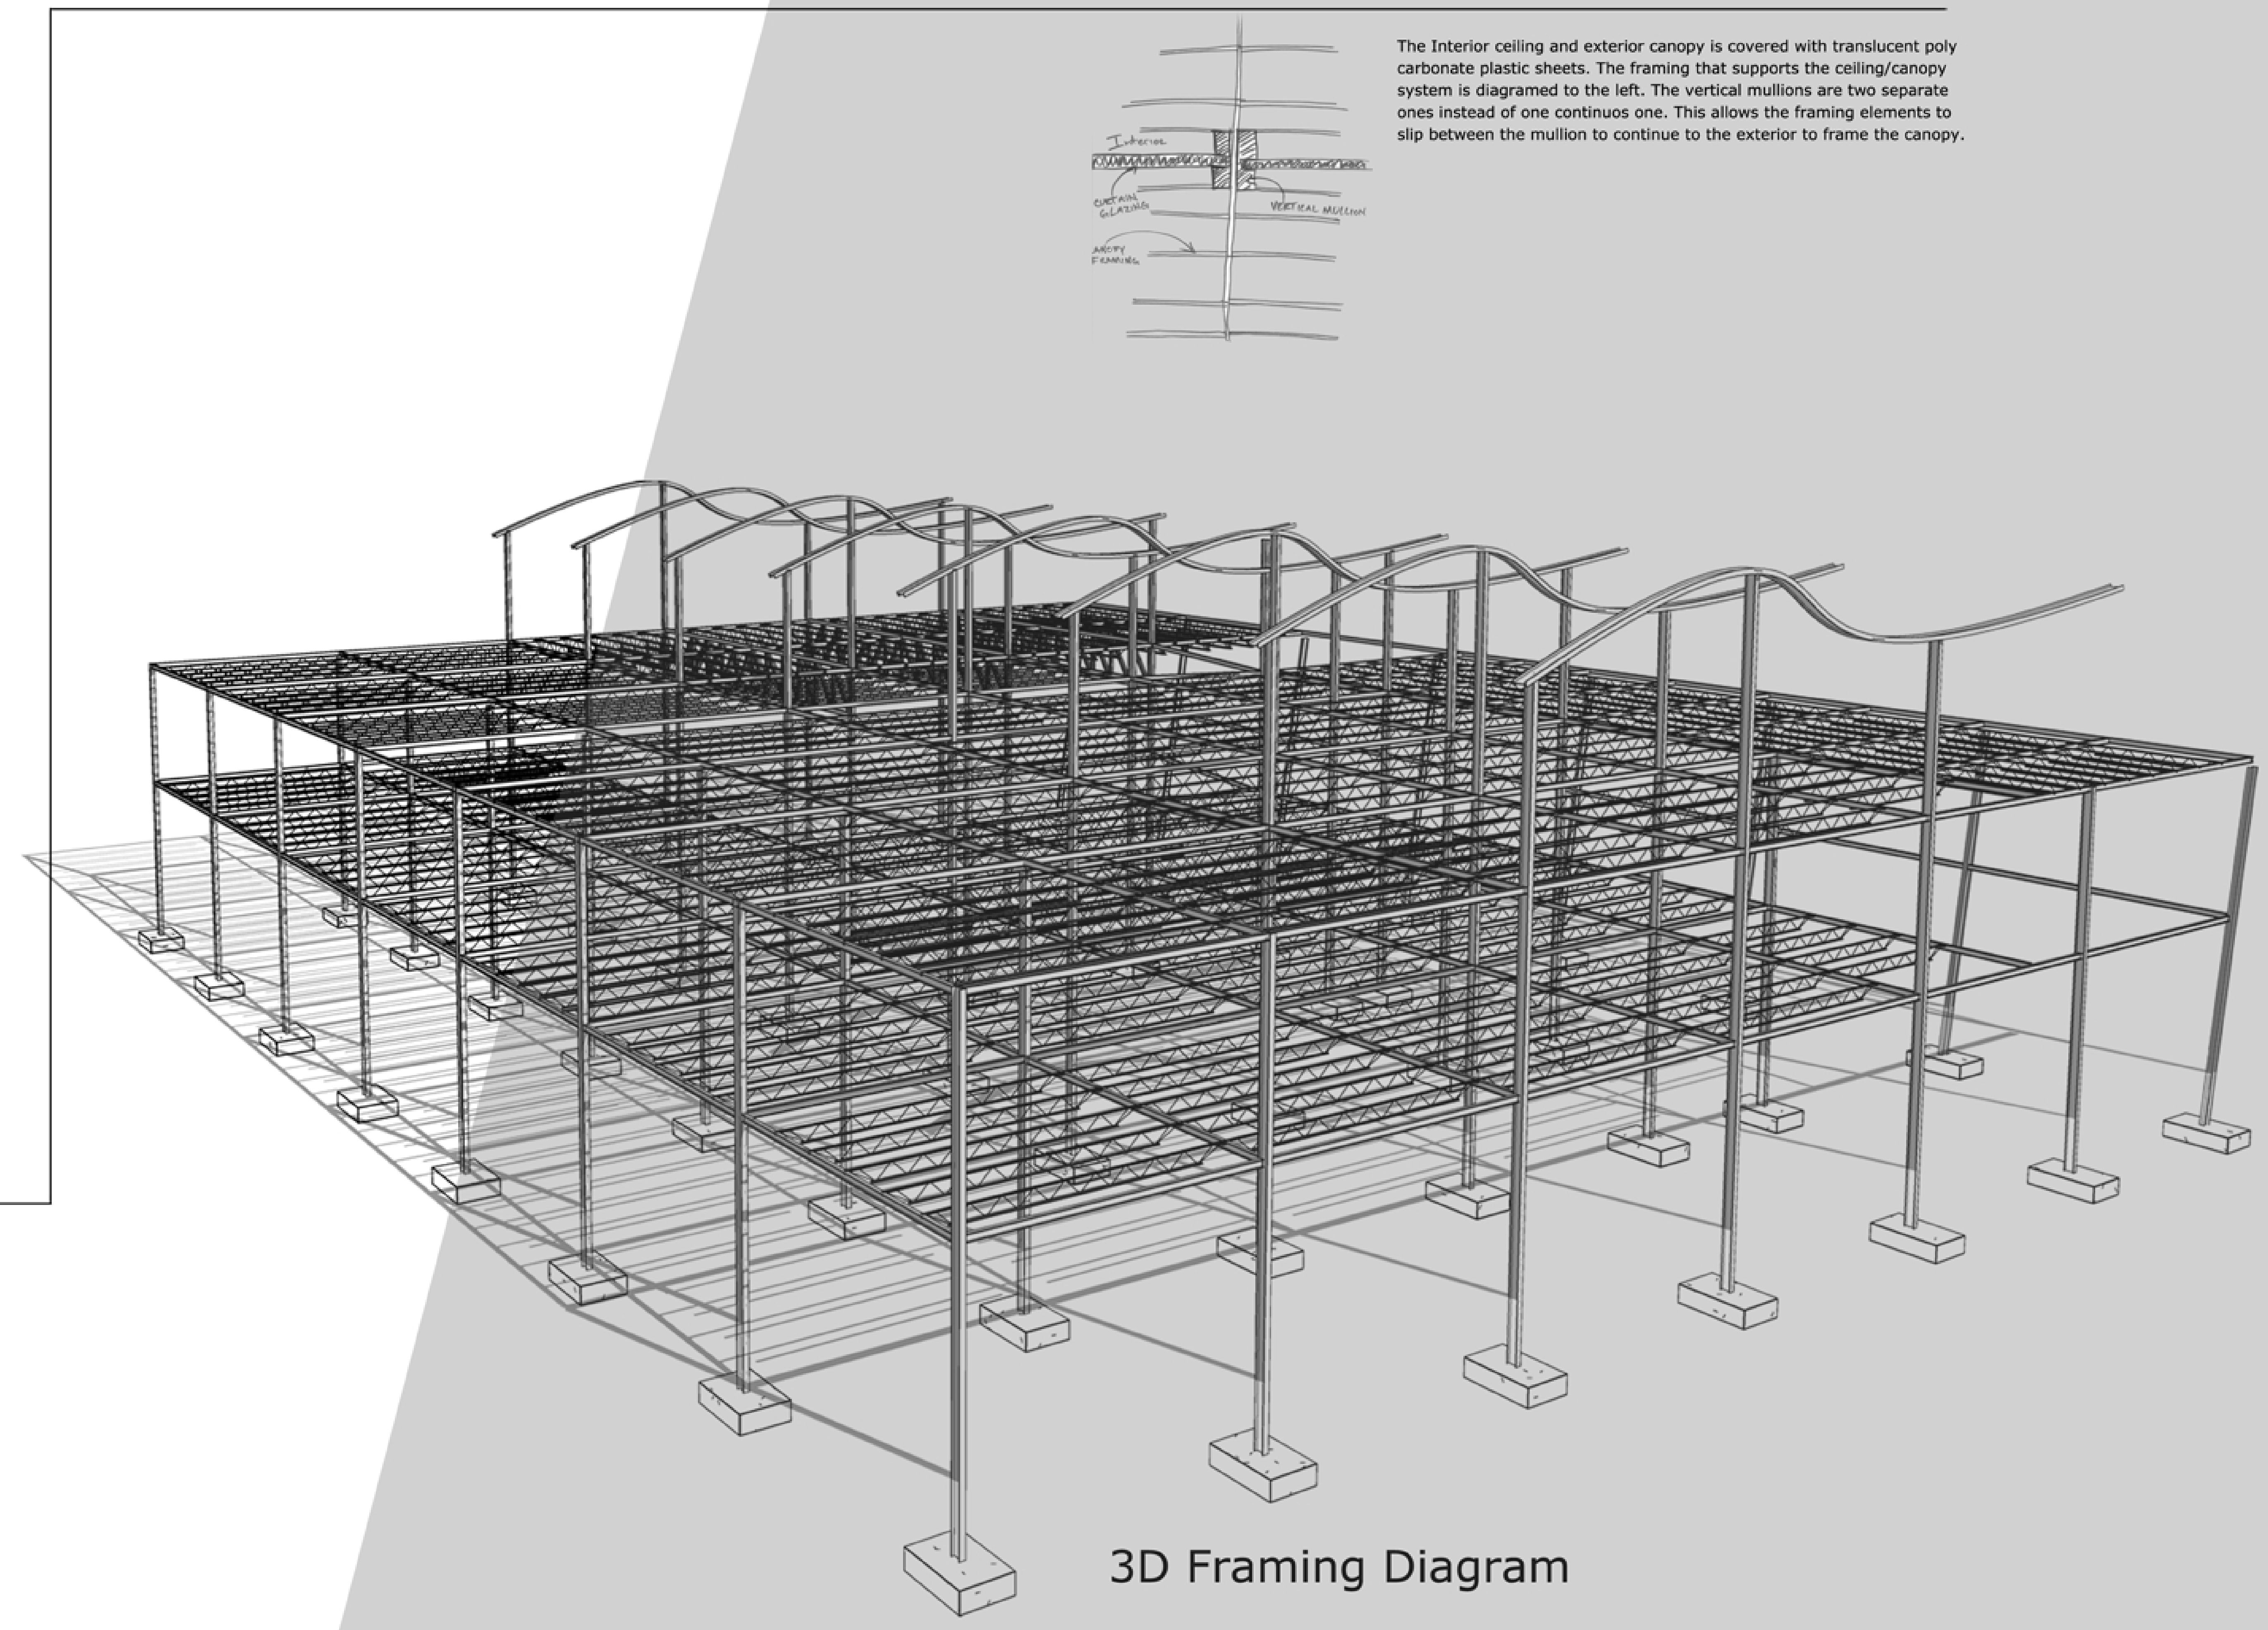 The Interior ceiling and exterior canopy is covered with translucent poly
carbonate plastic sheets. The framing that supports the ceiling/canopy
system is diagramed to the left. The vertical mullions are two separate
ones instead of one continuos one. This allows the framing elements to
slip between the mullion to continue to the exterior to frame the canopy.
Interior
CURTAIN
GLAZING
VERTICAL MULLION
FRAMING
3D Framing Diagram